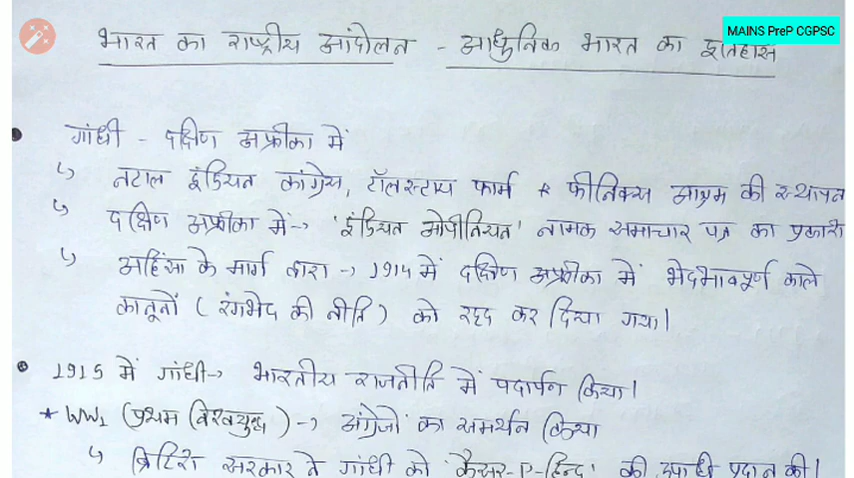 MAINS PreP CGPSC
भारत का राष्ट्रीय आंदोलन - आधुनिक भारत का इतिहास
गांधी - दक्षिण अफ्रीका में
नटाल इंडियन कांग्रेस, टॉलस्टाय फार्म & फीनिक्स आश्रम की स्थापन
दक्षिण अफ्रीका में → 'इंडियन ओपीनियन' नामक समाचार पत्र का प्रकाश
अहिंसा के मार्ग द्वारा → 1914 में दक्षिण अफ्रीका में भेदभावपूर्ण काले
कानूनों ( रंगभेद की नीति ) को रद्द कर दिया गया।
1915 में गांधी → भारतीय राजनीति में पदार्पन किया।
* WW1 (प्रथम विश्वयुद्ध) → अंग्रेजों का समर्थन किया
ब्रिटिश सरकार ने गांधी को 'कैसर-ए-हिन्द' की उपाधी प्रदान की।